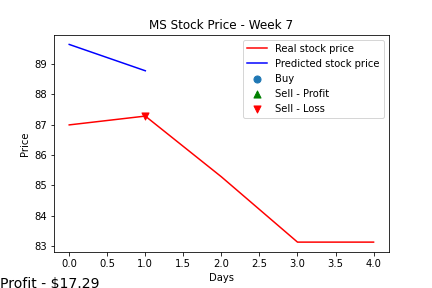 MS Stock Price - Week 7
Real stock price
Predicted stock price
Buy
Sell - Profit
Sell - Loss
Price
89
88
87
86
85
84
83
0.0 0.5 1.0 1.5 2.0 2.5 3.0 3.5 4.0
Days
Profit - $17.29